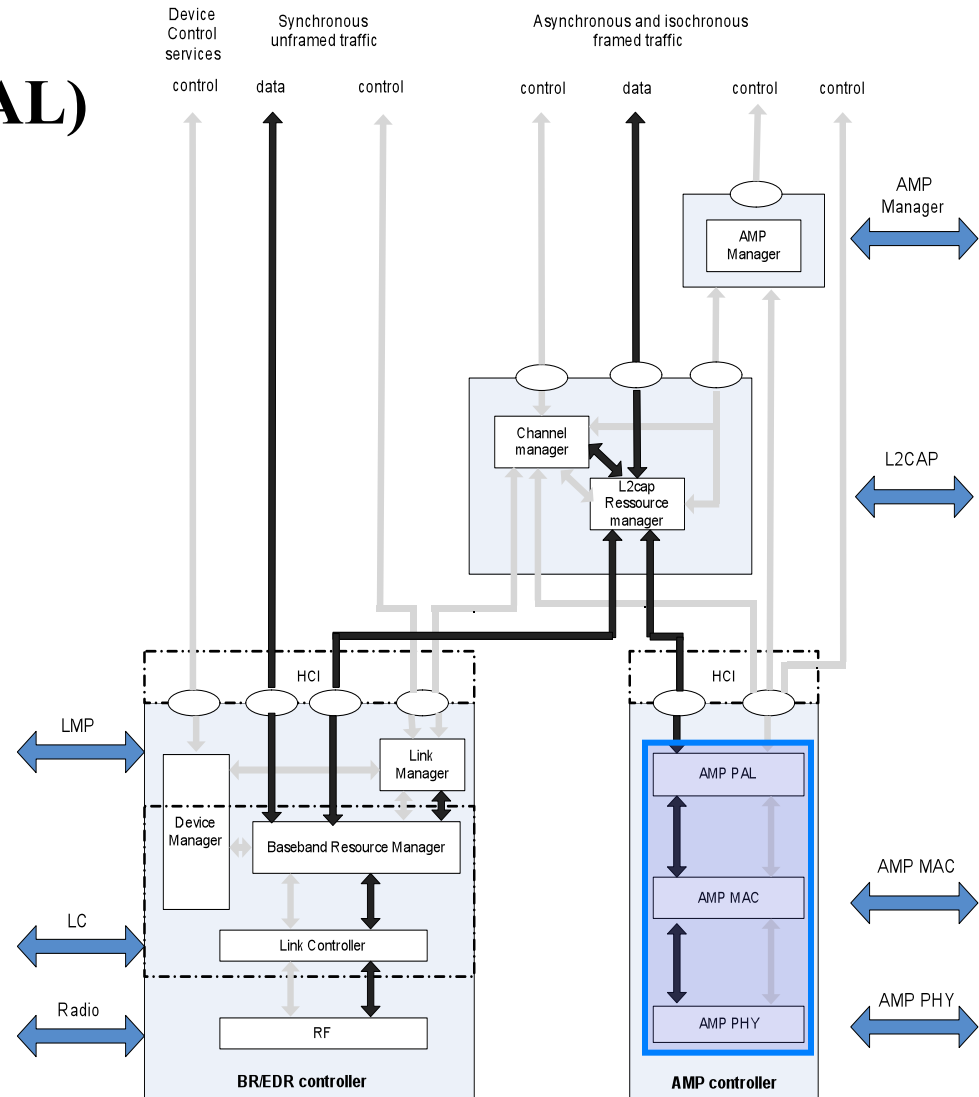 Device
Control
services
Synchronous
unframed traffic
Asynchronous and isochronous
framed traffic
AL)
control
data
control
control
data
control
control
AMP
Manager
AMP
Manager
Channel
manager
L2cap
Ressource
manager
L2CAP
HCI
HCI
LMP
Link
Manager
AMP PAL
Device
Manager
Baseband Resource Manager
AMP MAC
AMP MAC
LC
Link Controller
Radio
RF
AMP PHY
AMP PHY
BR/EDR controller
AMP controller